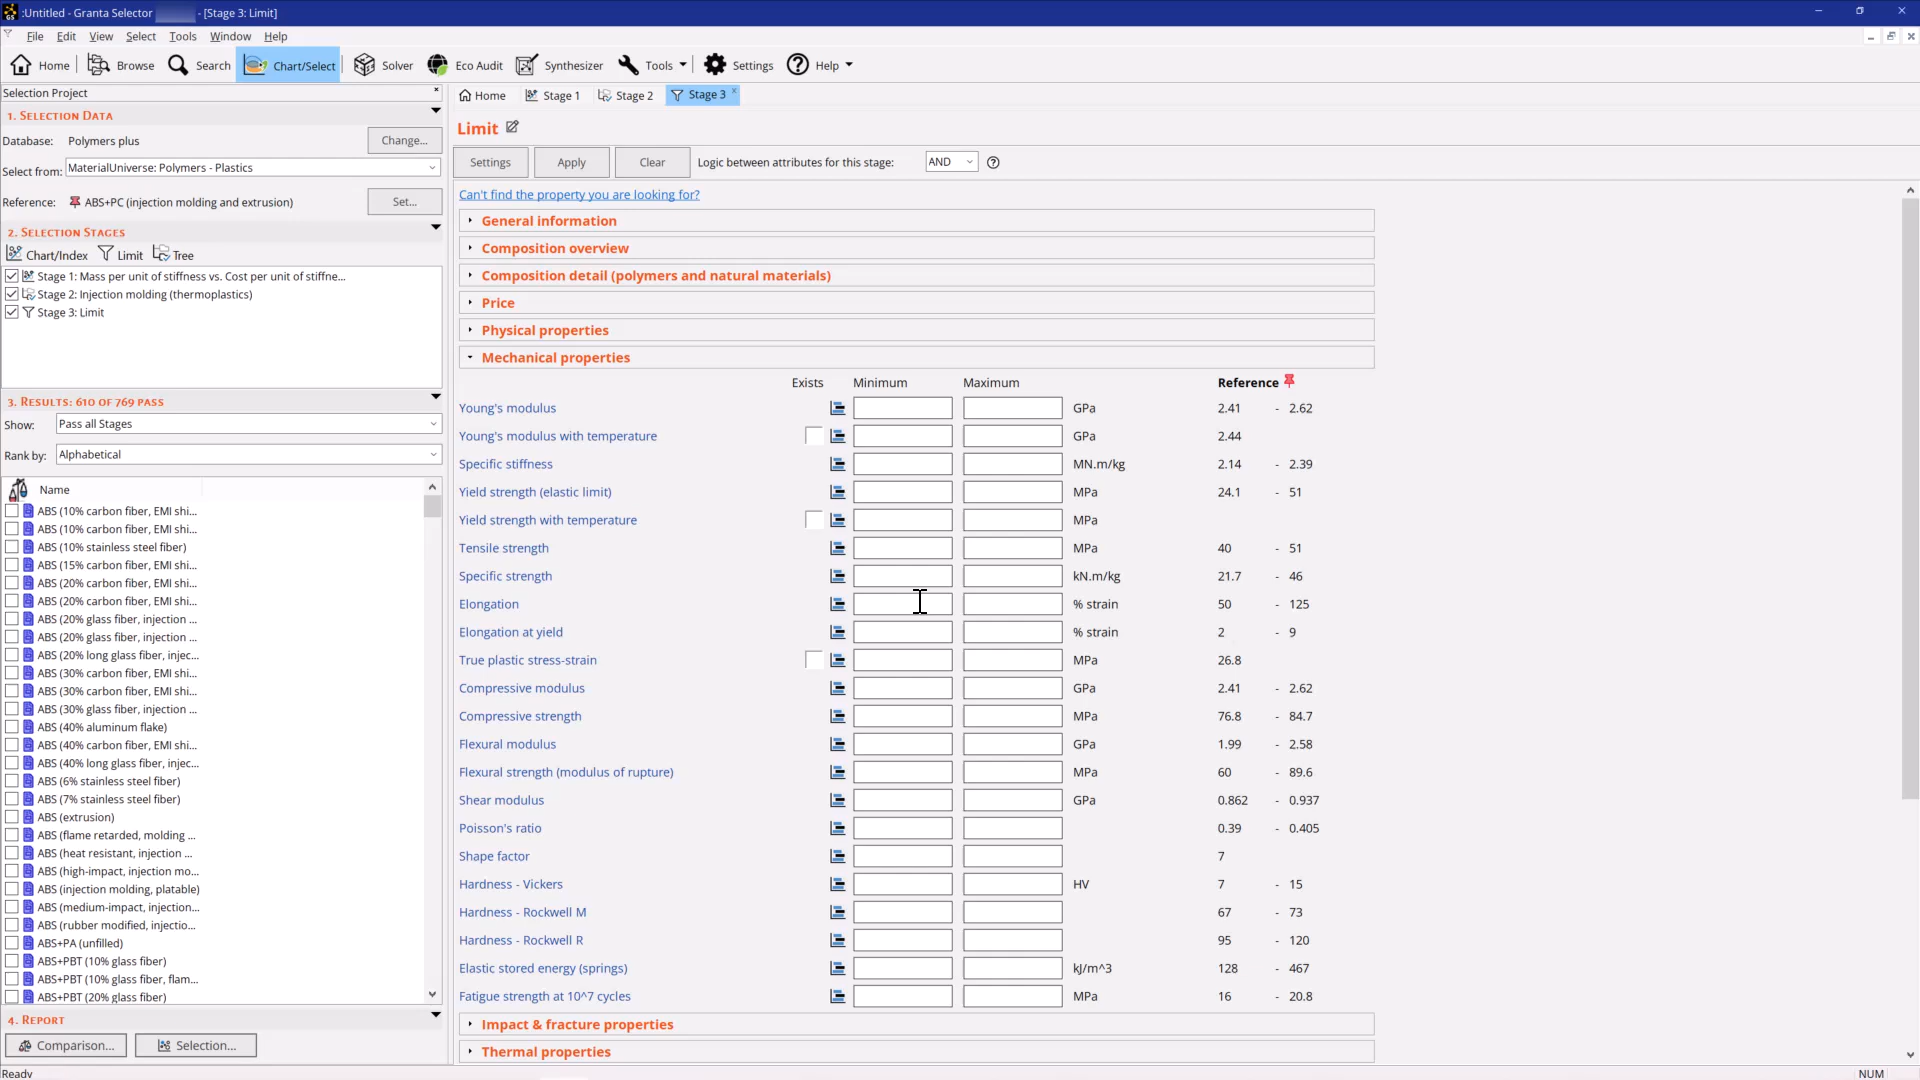 :Untitled - Granta Selector - [Stage 3: Limit]
File Edit View Select Tools Window Help
Home Browse Search Chart/Select Solver Eco Audit Synthesizer Tools Settings Help
Selection Project
1. SELECTION DATA
Database: Polymers plus Change...
Select from: MaterialUniverse: Polymers - Plastics
Reference: ABS+PC (injection molding and extrusion) Set...
2. SELECTION STAGES
Chart/Index Limit Tree
Stage 1: Mass per unit of stiffness vs. Cost per unit of stiffne...
Stage 2: Injection molding (thermoplastics)
Stage 3: Limit
3. RESULTS: 610 OF 769 PASS
Show: Pass all Stages
Rank by: Alphabetical
Name
ABS (10% carbon fiber, EMI shi...
ABS (10% carbon fiber, EMI shi...
ABS (10% stainless steel fiber)
ABS (15% carbon fiber, EMI shi...
ABS (20% carbon fiber, EMI shi...
ABS (20% carbon fiber, EMI shi...
ABS (20% glass fiber, injection ...
ABS (20% glass fiber, injection ...
ABS (20% long glass fiber, injec...
ABS (30% carbon fiber, EMI shi...
ABS (30% carbon fiber, EMI shi...
ABS (30% glass fiber, injection ...
ABS (40% aluminum flake)
ABS (40% carbon fiber, EMI shi...
ABS (40% long glass fiber, injec...
ABS (6% stainless steel fiber)
ABS (7% stainless steel fiber)
ABS (extrusion)
ABS (flame retarded, molding ...
ABS (heat resistant, injection ...
ABS (high-impact, injection mo...
ABS (injection molding, platable)
ABS (medium-impact, injection...
ABS (rubber modified, injectio...
ABS+PA (unfilled)
ABS+PBT (10% glass fiber)
ABS+PBT (10% glass fiber, flam...
ABS+PBT (20% glass fiber)
4. REPORT
Comparison... Selection...
Ready
Home Stage 1 Stage 2 Stage 3
Limit
Settings Apply Clear Logic between attributes for this stage: AND
Can't find the property you are looking for?
General information
Composition overview
Composition detail (polymers and natural materials)
Price
Physical properties
Mechanical properties
Exists Minimum Maximum Reference
Young's modulus GPa 2.41 - 2.62
Young's modulus with temperature GPa 2.44
Specific stiffness MN.m/kg 2.14 - 2.39
Yield strength (elastic limit) MPa 24.1 - 51
Yield strength with temperature MPa
Tensile strength MPa 40 - 51
Specific strength kN.m/kg 21.7 - 46
Elongation % strain 50 - 125
Elongation at yield % strain 2 - 9
True plastic stress-strain MPa 26.8
Compressive modulus GPa 2.41 - 2.62
Compressive strength MPa 76.8 - 84.7
Flexural modulus GPa 1.99 - 2.58
Flexural strength (modulus of rupture) MPa 60 - 89.6
Shear modulus GPa 0.862 - 0.937
Poisson's ratio 0.39 - 0.405
Shape factor 7
Hardness - Vickers HV 7 - 15
Hardness - Rockwell M 67 - 73
Hardness - Rockwell R 95 - 120
Elastic stored energy (springs) kJ/m^3 128 - 467
Fatigue strength at 10^7 cycles MPa 16 - 20.8
Impact & fracture properties
Thermal properties
NUM